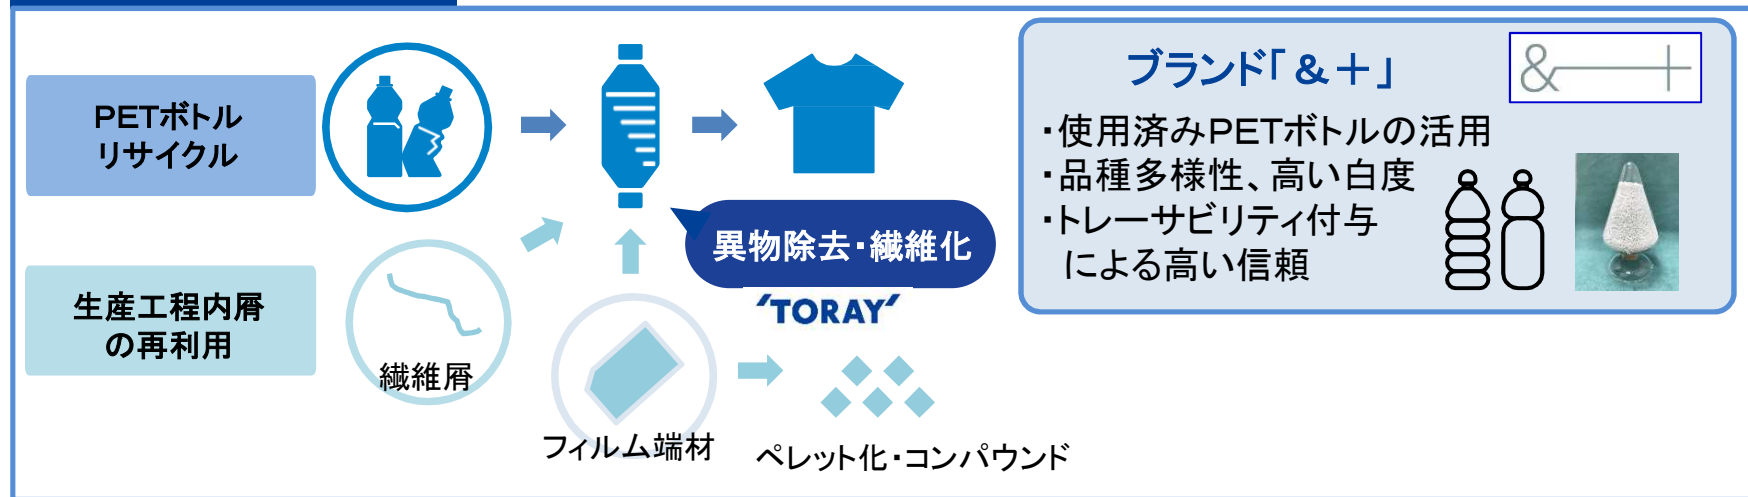 PETボトル
リサイクル
生産工程内屑
の再利用
繊維屑
フィルム端材
異物除去・繊維化
'TORAY'
ペレット化・コンパウンド
ブランド「&+」
&+
・使用済みPETボトルの活用
・品種多様性、高い白度
・トレーサビリティ付与
による高い信頼